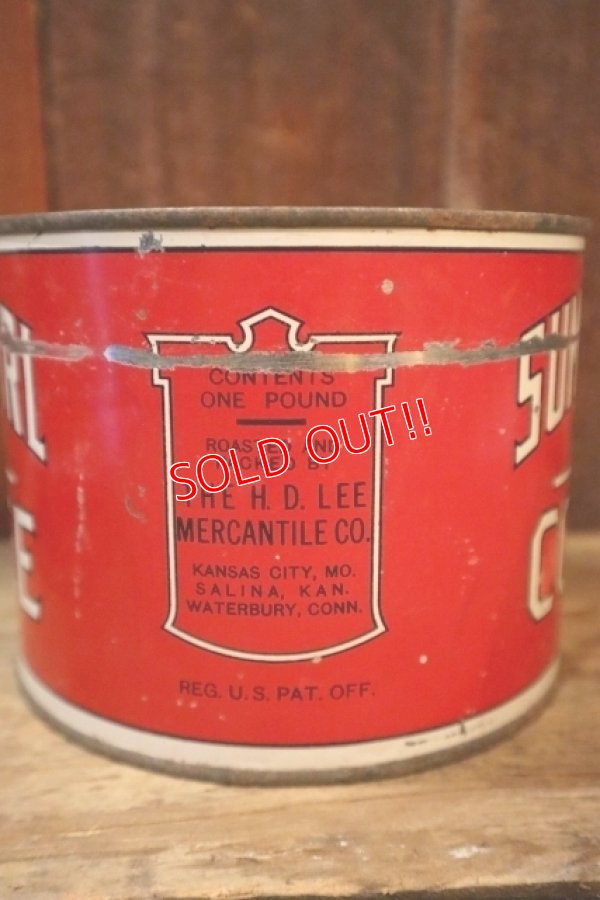 CONTENTS
ONE POUND
ROASTED AND
PACKED BY
THE H. D. LEE
MERCANTILE CO.
KANSAS CITY, MO.
SALINA, KAN.
WATERBURY, CONN.
REG. U.S. PAT. OFF.
SOLD OUT!!